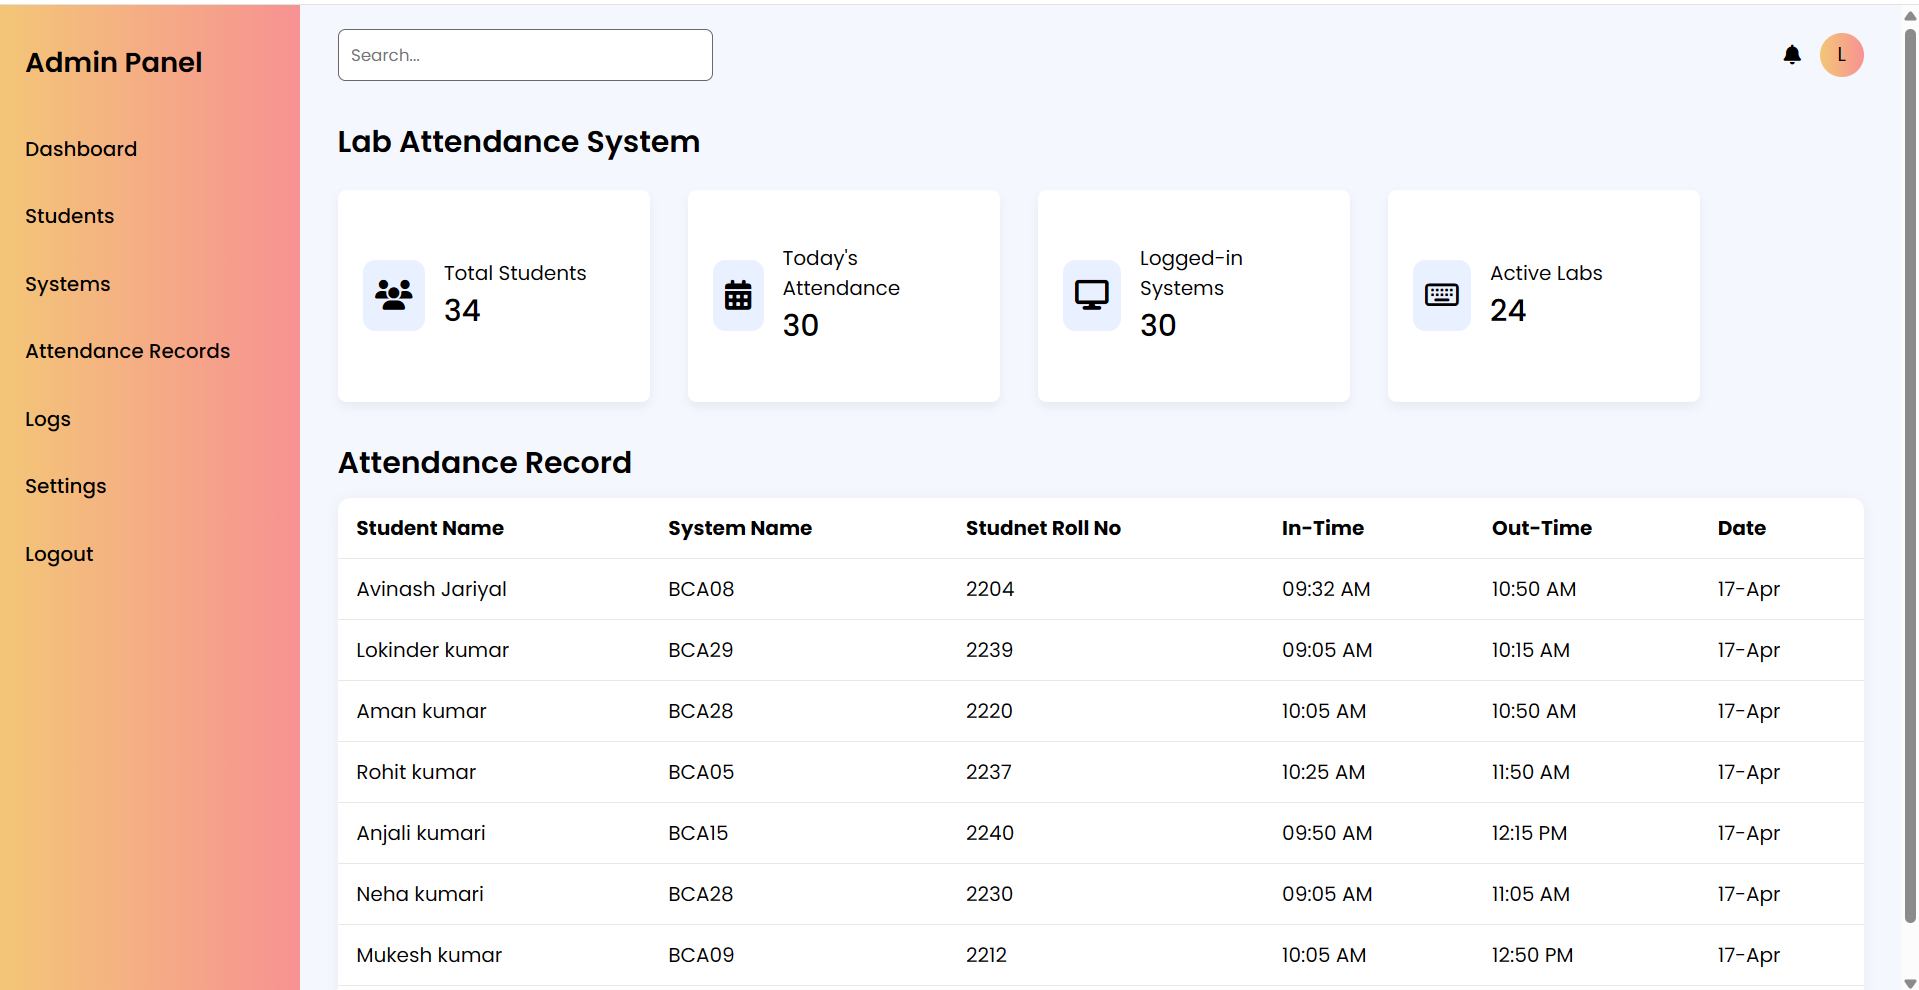 Admin Panel
Dashboard
Students
Systems
Attendance Records
Logs
Settings
Logout
Search...
L
Lab Attendance System
Total Students
34
Today's
Attendance
30
Logged-in
Systems
30
Active Labs
24
Attendance Record
Student Name System Name Studnet Roll No In-Time Out-Time Date
Avinash Jariyal BCA08 2204 09:32 AM 10:50 AM 17-Apr
Lokinder kumar BCA29 2239 09:05 AM 10:15 AM 17-Apr
Aman kumar BCA28 2220 10:05 AM 10:50 AM 17-Apr
Rohit kumar BCA05 2237 10:25 AM 11:50 AM 17-Apr
Anjali kumari BCA15 2240 09:50 AM 12:15 PM 17-Apr
Neha kumari BCA28 2230 09:05 AM 11:05 AM 17-Apr
Mukesh kumar BCA09 2212 10:05 AM 12:50 PM 17-Apr